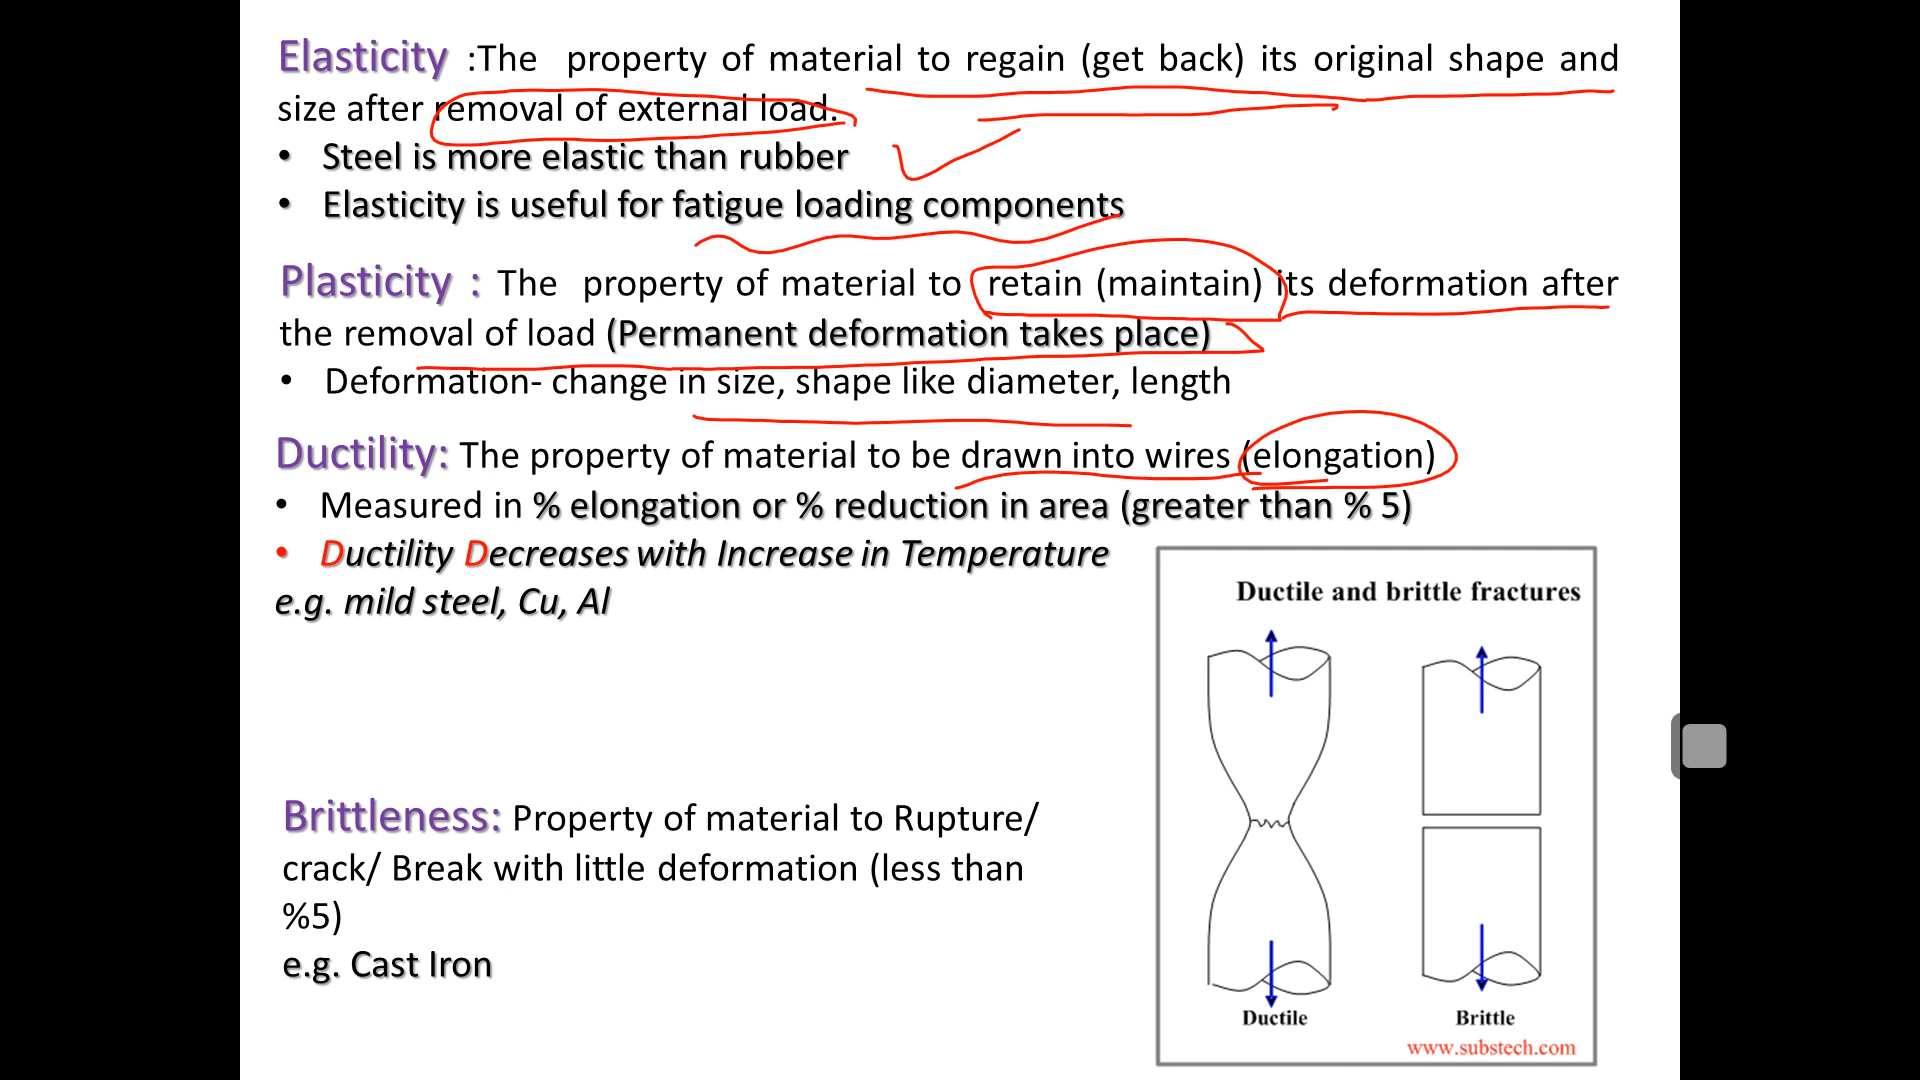 Elasticity :The property of material to regain (get back) its original shape and
size after removal of external load.
• Steel is more elastic than rubber
• Elasticity is useful for fatigue loading components
Plasticity : The property of material to retain (maintain) its deformation after
the removal of load (Permanent deformation takes place)
• Deformation- change in size, shape like diameter, length
Ductility: The property of material to be drawn into wires (elongation)
• Measured in % elongation or % reduction in area (greater than % 5)
• Ductility Decreases with Increase in Temperature
e.g. mild steel, Cu, Al
Ductile and brittle fractures
Brittleness: Property of material to Rupture/
crack/ Break with little deformation (less than
%5)
e.g. Cast Iron
Ductile
Brittle
www.substech.com